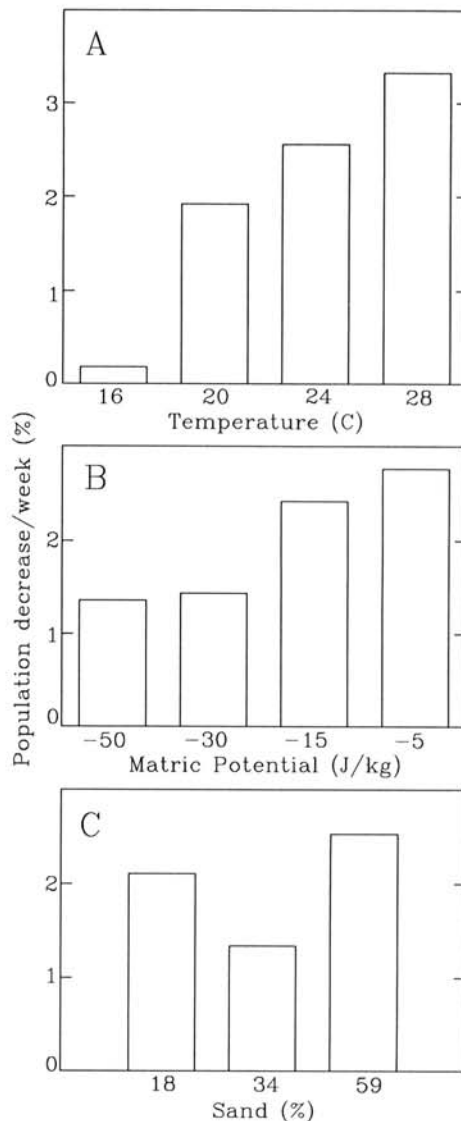 A
3
2
1
0
16 20 24 28
Temperature (C)
Population decrease/week (%)
B
2
1
0
-50 -30 -15 -5
Matric Potential (J/kg)
C
2
1
0
18 34 59
Sand (%)